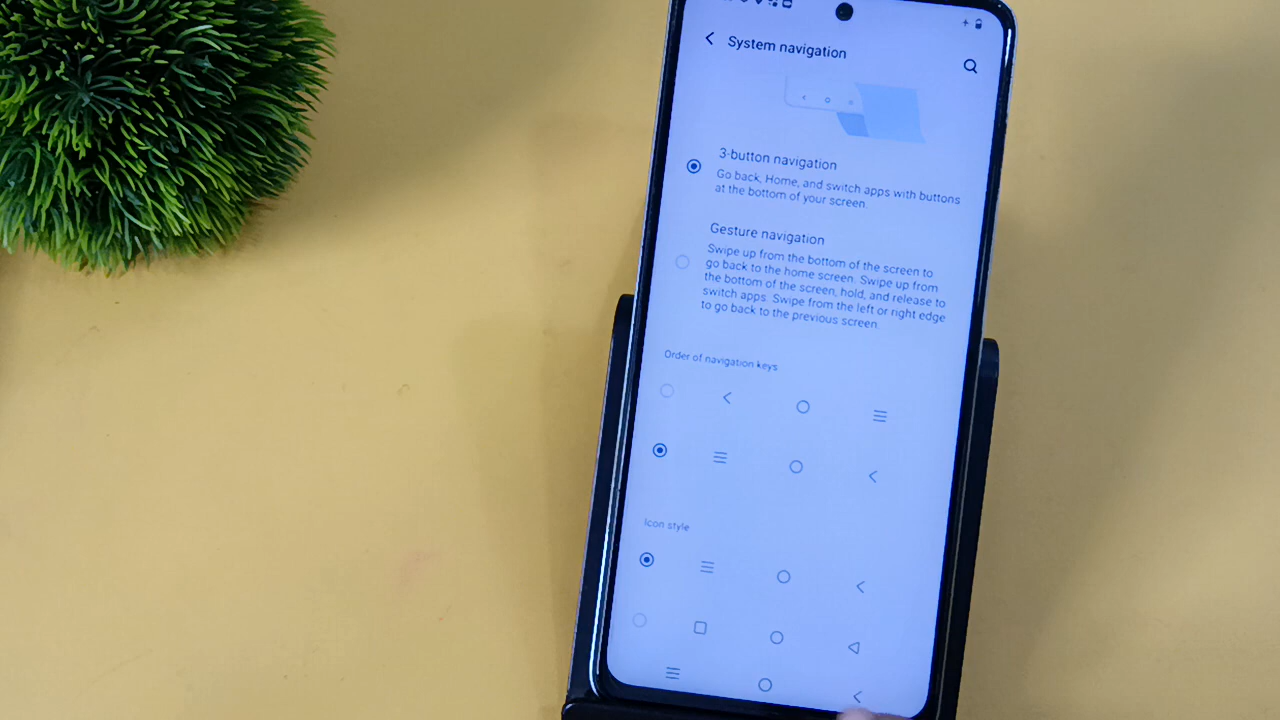 System navigation
3-button navigation
Go back, Home, and switch apps with buttons
at the bottom of your screen.
Gesture navigation
Swipe up from the bottom of the screen to
go back to the home screen. Swipe up from
the bottom of the screen, hold, and release to
switch apps. Swipe from the left or right edge
to go back to the previous screen.
Order of navigation keys
Icon style